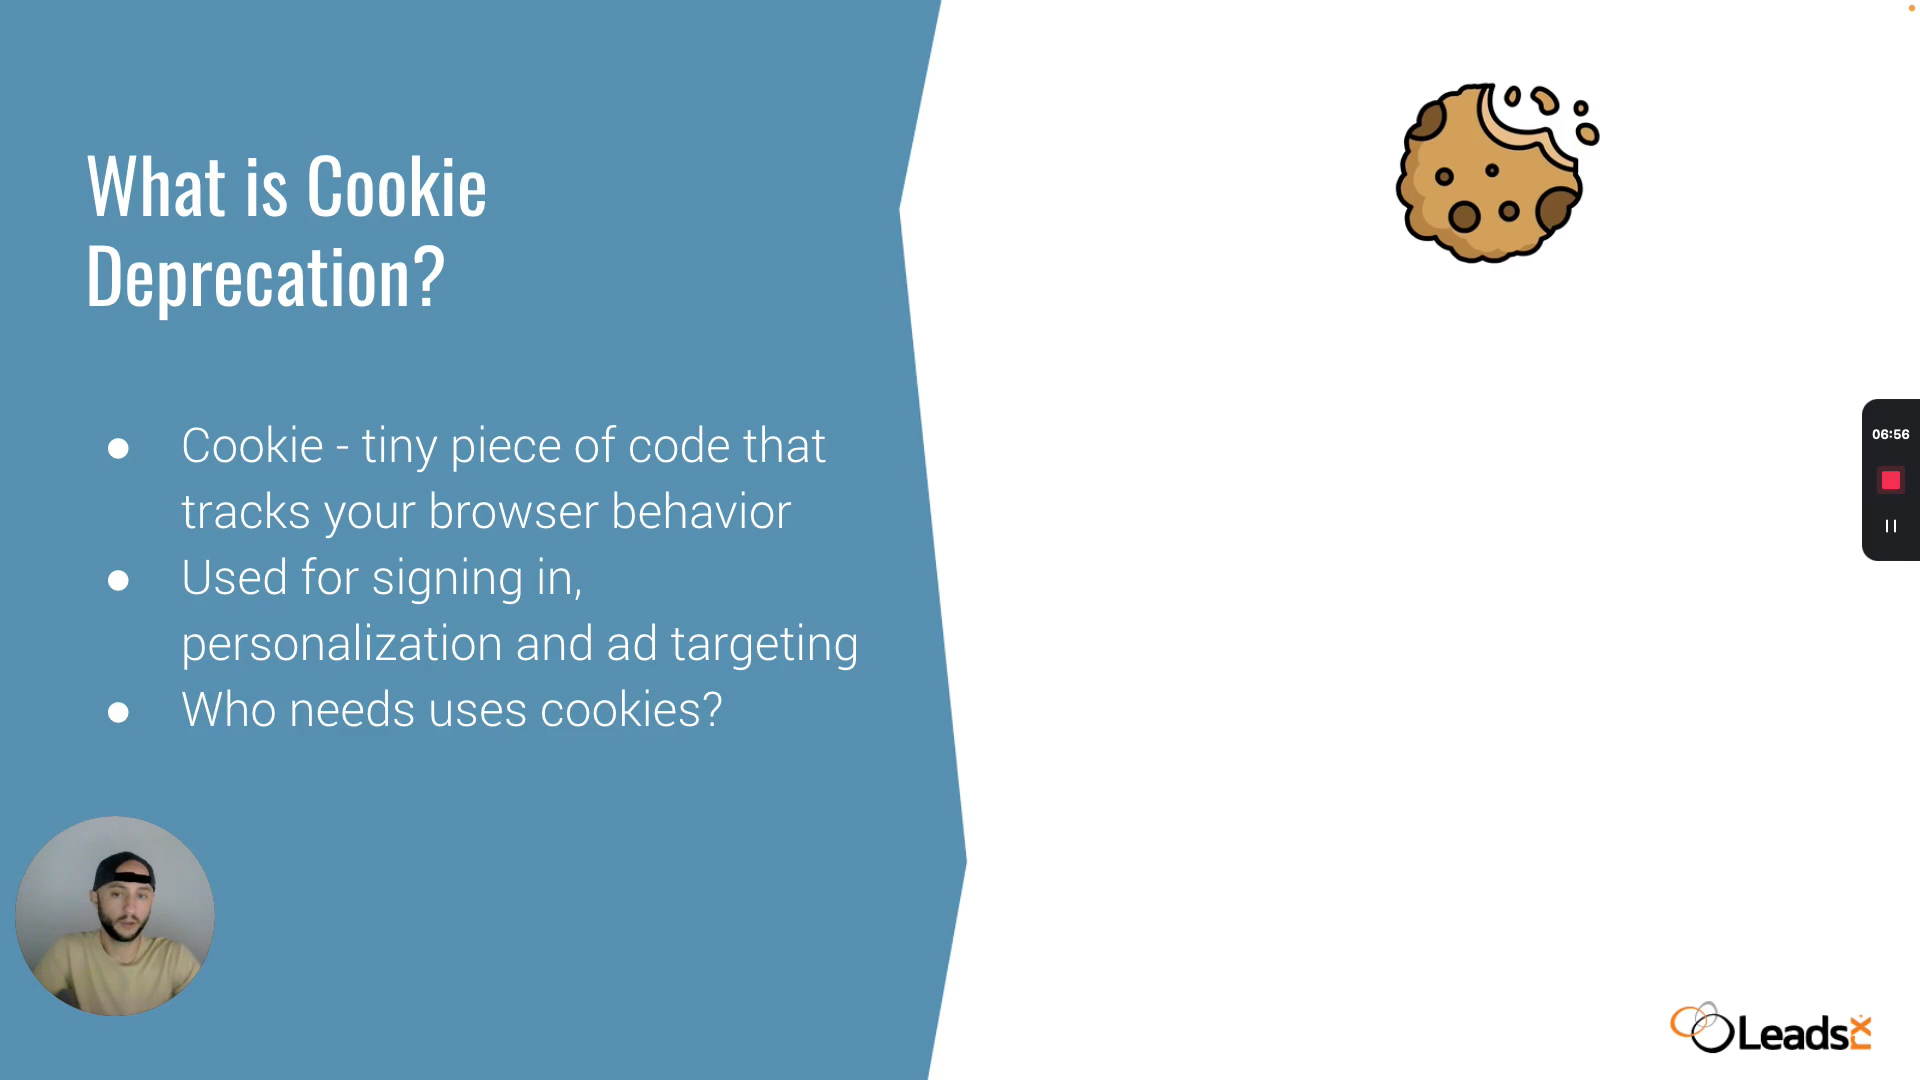 What is Cookie
Deprecation?
● Cookie - tiny piece of code that
tracks your browser behavior
● Used for signing in,
personalization and ad targeting
● Who needs uses cookies?
06:56
Leads rx